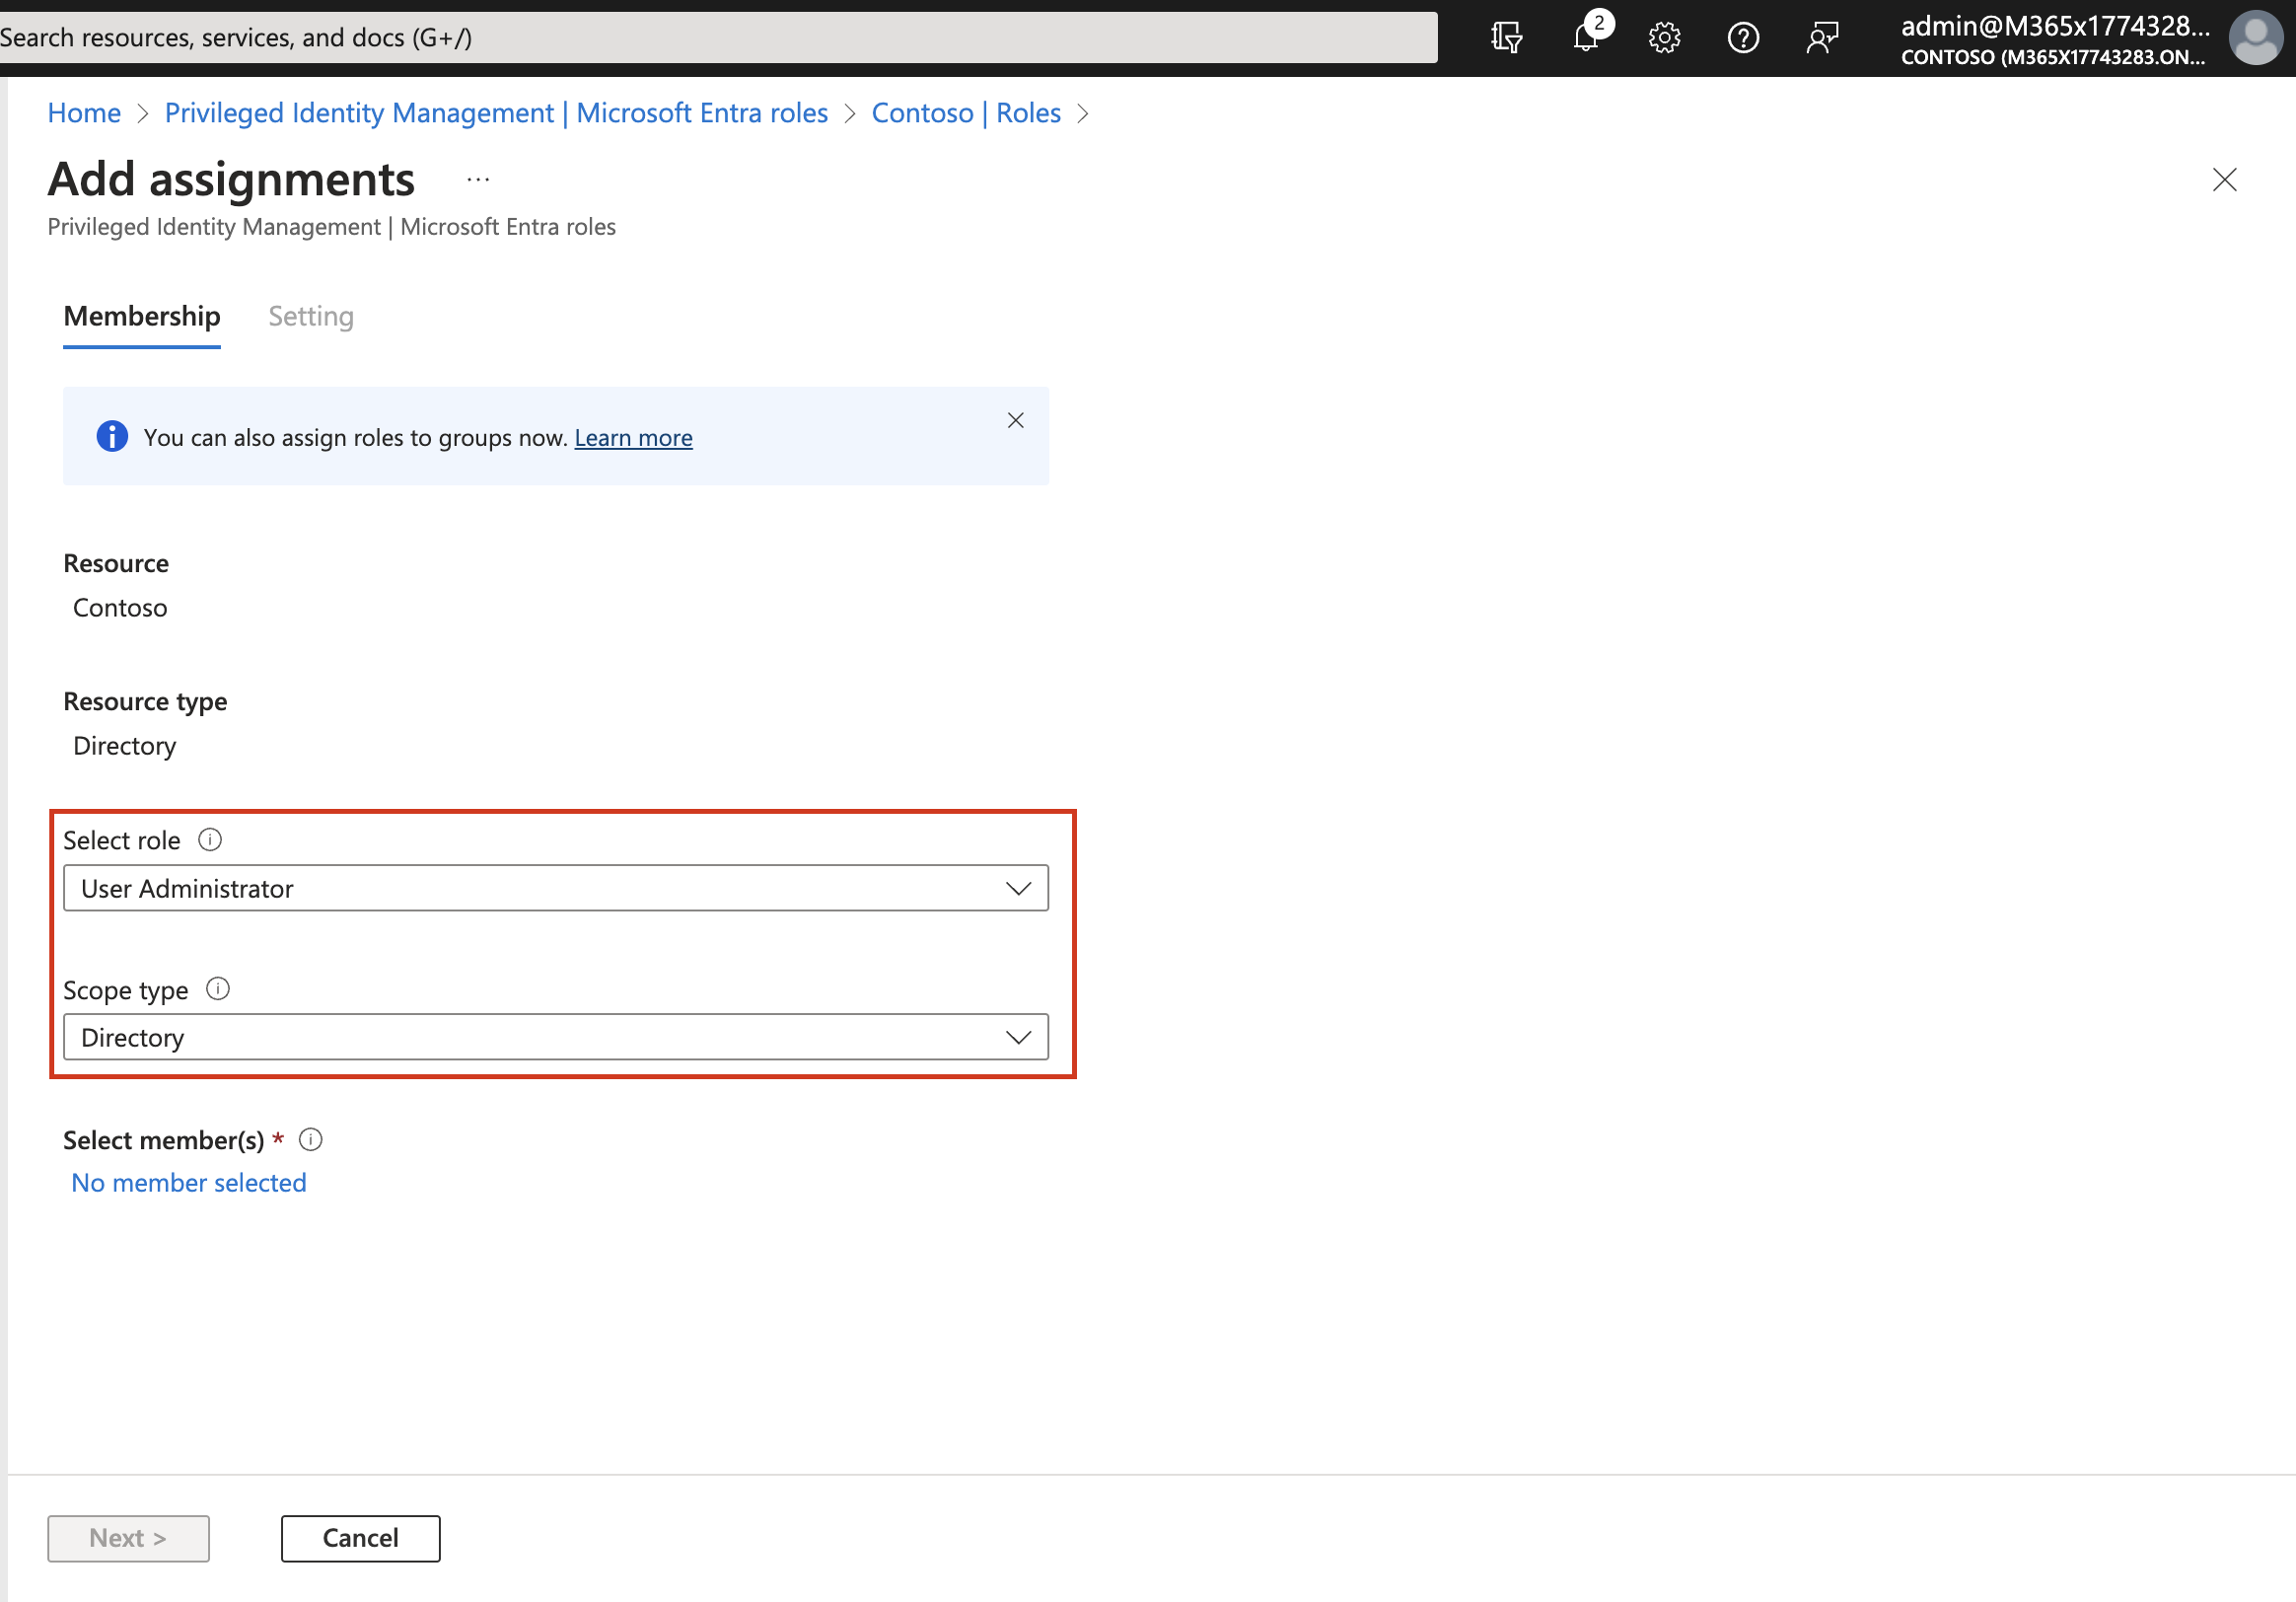 Search resources, services, and docs (G+/)
2
admin@M365x1774328...
CONTOSO (M365X17743283.ON...
Home > Privileged Identity Management | Microsoft Entra roles > Contoso | Roles >
Add assignments ...
Privileged Identity Management | Microsoft Entra roles
Membership Setting
You can also assign roles to groups now. Learn more
Resource
Contoso
Resource type
Directory
Select role
User Administrator
Scope type
Directory
Select member(s) *
No member selected
Next > Cancel